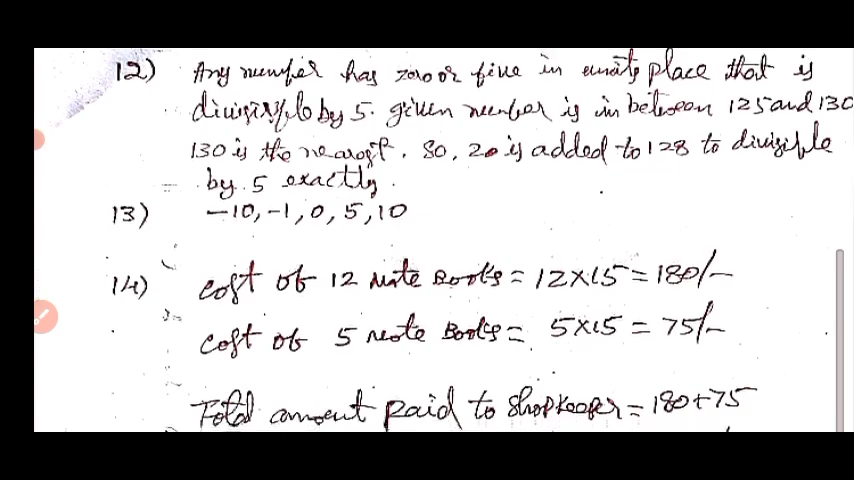 12) Any number has zero or five in units place that is
divisible by 5. given number is in between 125 and 130
130 is the nearest. So, 2 is added to 128 to divisible
by 5 exactly.
13) -10, -1, 0, 5, 10
14) Cost of 12 note Books = 12×15 = 180/-
Cost of 5 note Books = 5×15 = 75/-
Total amount paid to shopkeeper = 180+75